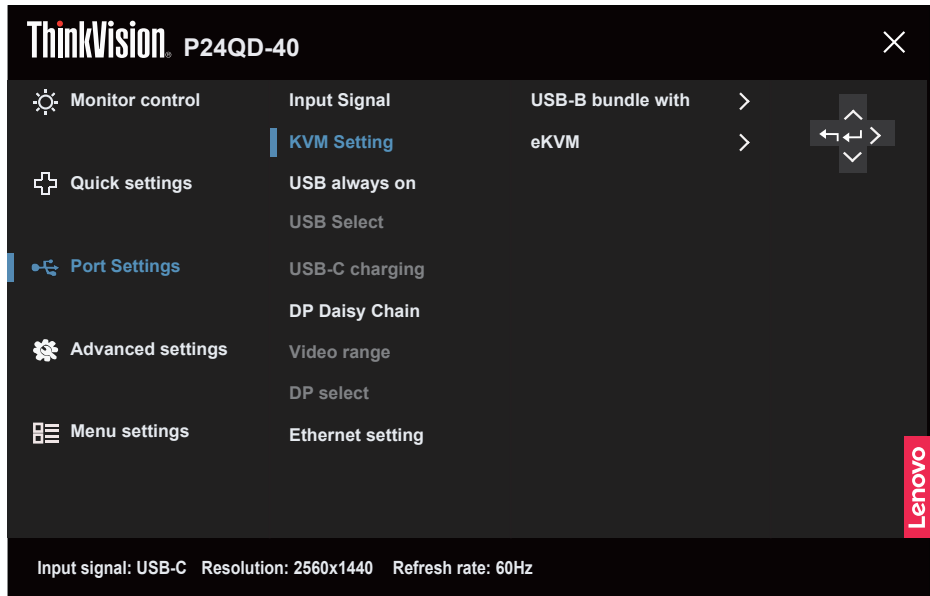 ThinkVision® P24QD-40
Monitor control Input Signal USB-B bundle with
KVM Setting eKVM
Quick settings USB always on
USB Select
Port Settings USB-C charging
DP Daisy Chain
Advanced settings Video range
DP select
Menu settings Ethernet setting
Lenovo
Input signal: USB-C Resolution: 2560x1440 Refresh rate: 60Hz